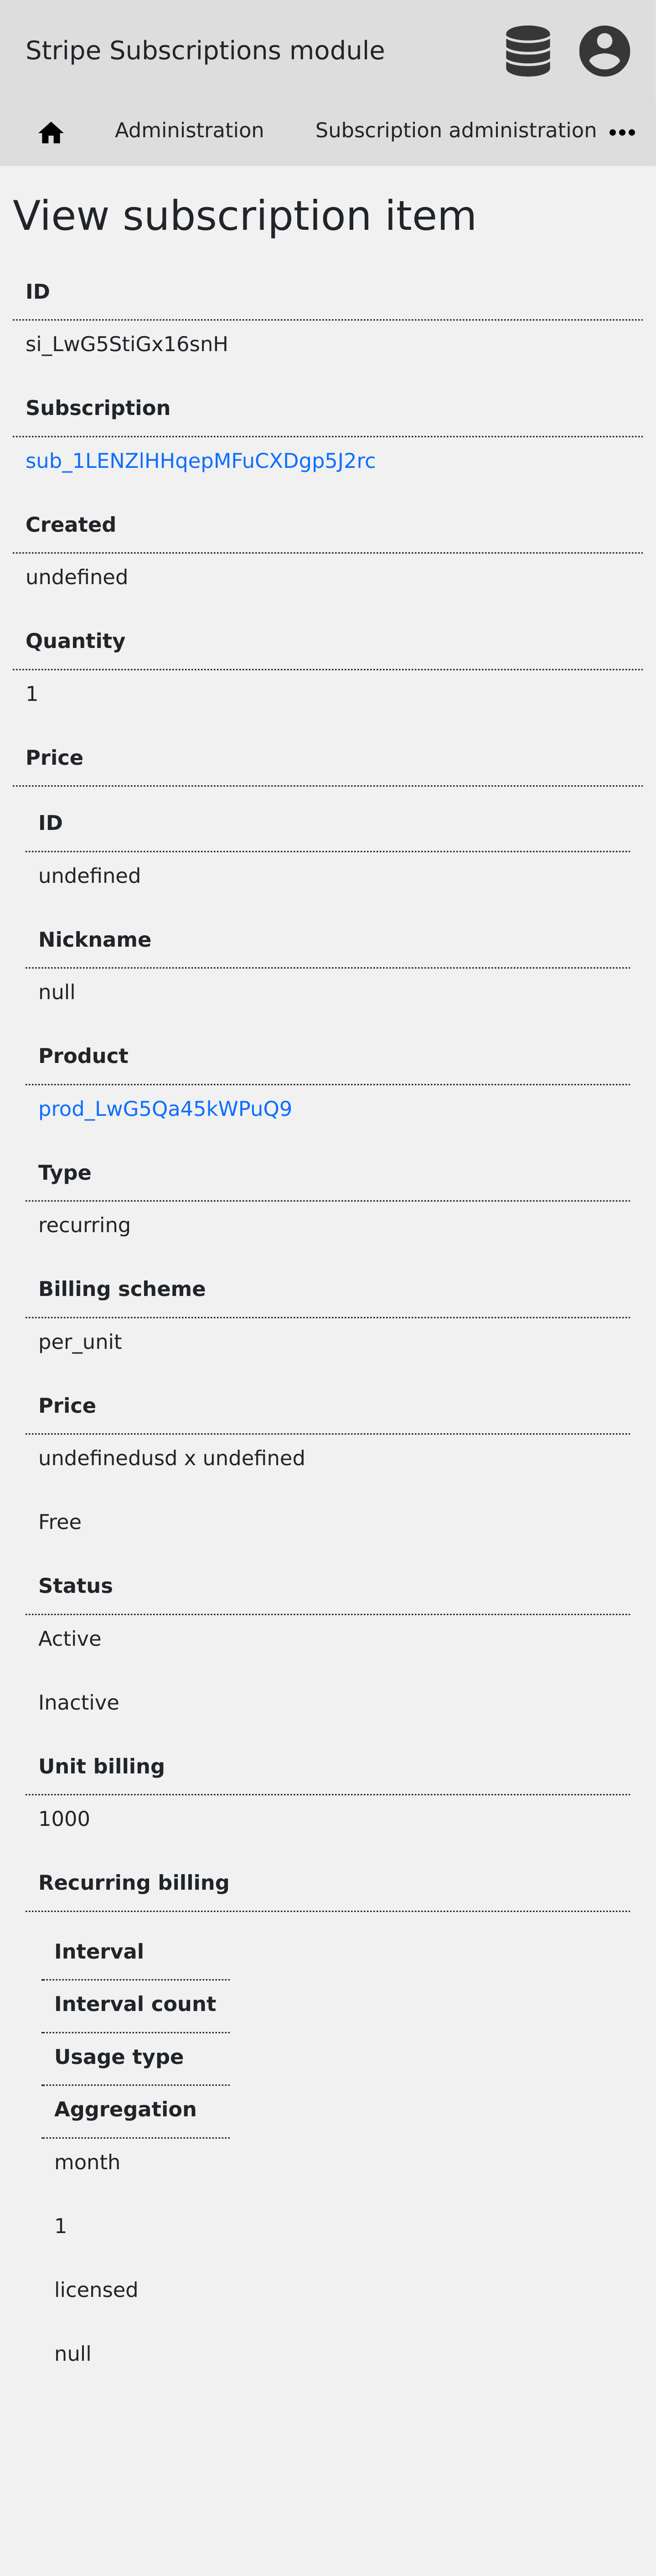 Stripe Subscriptions module
Administration
Subscription administration
View subscription item
ID
si_LwG5StiGx16snH
Subscription
sub_1LENZlHHqepMFuCXDgp5J2rc
Created
undefined
Quantity
1
Price
ID
undefined
Nickname
null
Product
prod_LwG5Qa45kWPuQ9
Type
recurring
Billing scheme
per_unit
Price
undefinedusd x undefined
Free
Status
Active
Inactive
Unit billing
1000
Recurring billing
Interval
Interval count
Usage type
Aggregation
month
1
licensed
null